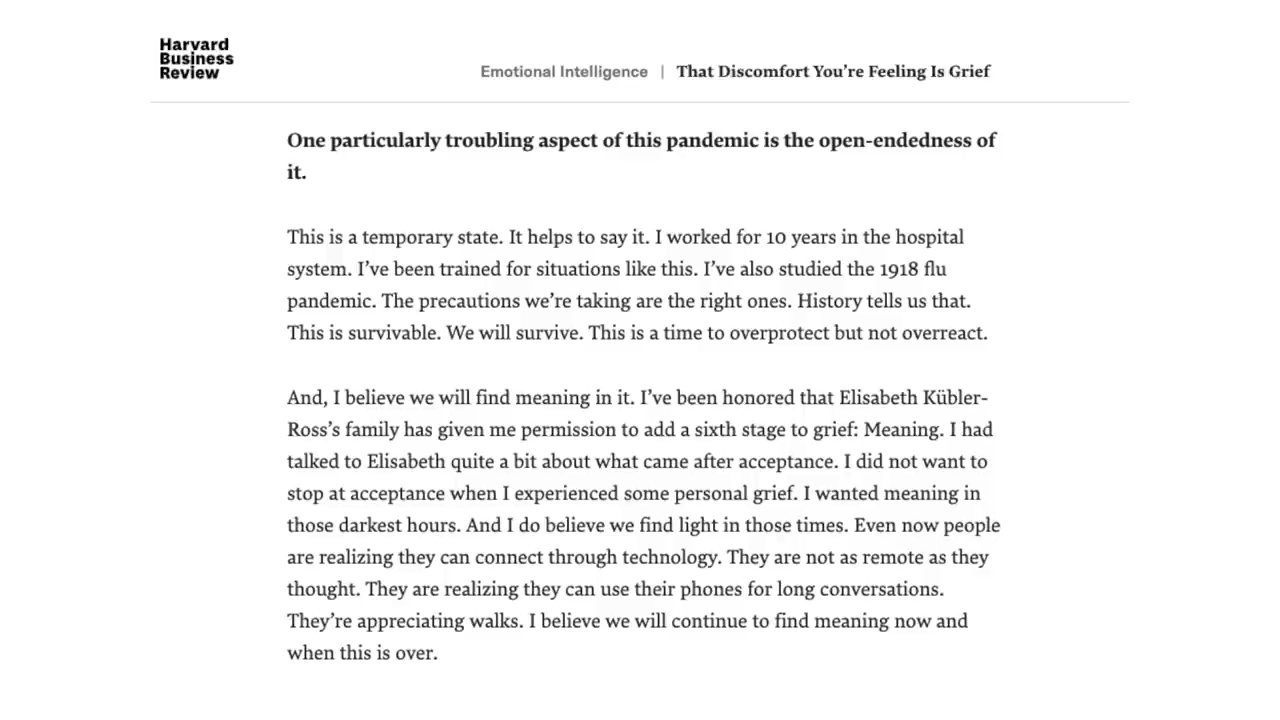 Harvard
Business
Review
Emotional Intelligence | That Discomfort You’re Feeling Is Grief
One particularly troubling aspect of this pandemic is the open-endedness of
it.
This is a temporary state. It helps to say it. I worked for 10 years in the hospital
system. I’ve been trained for situations like this. I’ve also studied the 1918 flu
pandemic. The precautions we’re taking are the right ones. History tells us that.
This is survivable. We will survive. This is a time to overprotect but not overreact.
And, I believe we will find meaning in it. I’ve been honored that Elisabeth Kübler-
Ross’s family has given me permission to add a sixth stage to grief: Meaning. I had
talked to Elisabeth quite a bit about what came after acceptance. I did not want to
stop at acceptance when I experienced some personal grief. I wanted meaning in
those darkest hours. And I do believe we find light in those times. Even now people
are realizing they can connect through technology. They are not as remote as they
thought. They are realizing they can use their phones for long conversations.
They’re appreciating walks. I believe we will continue to find meaning now and
when this is over.